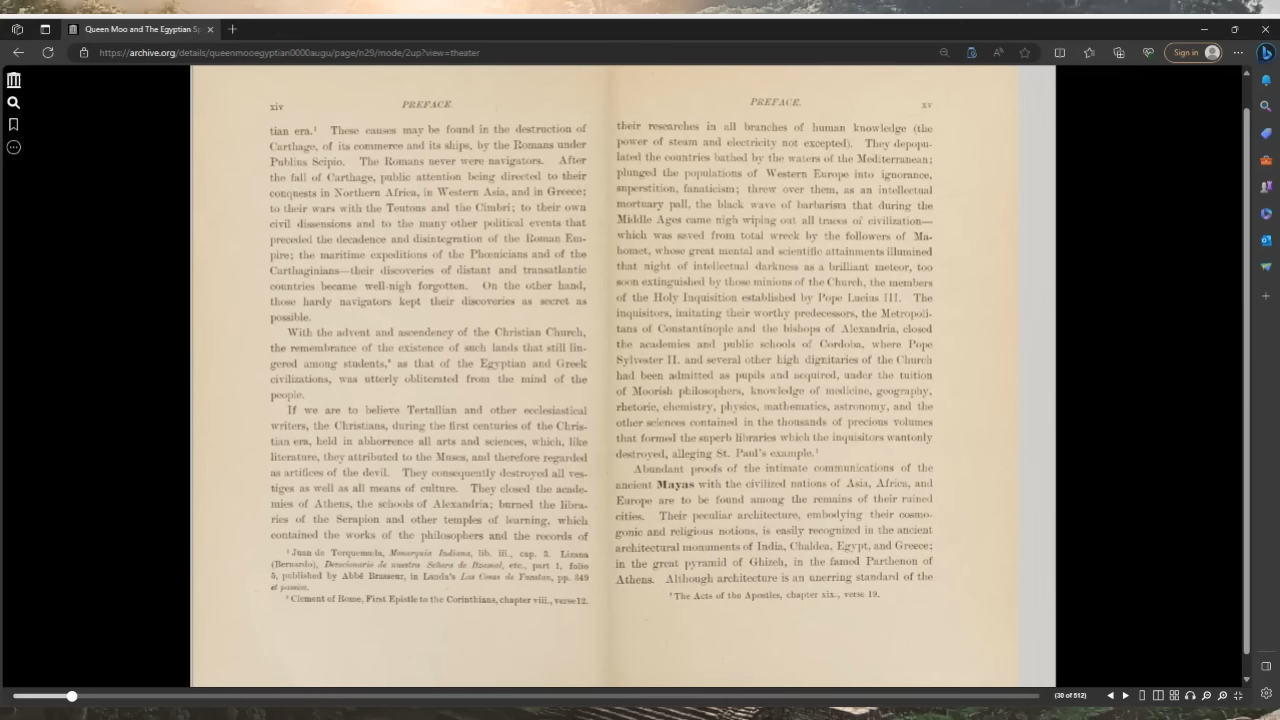 Queen Moo and The Egyptian S
https://archive.org/details/queenmooegyptian0000augu/page/n29/mode/2up?view=theater
Sign in
xiv
PREFACE.
tian era.¹ These causes may be found in the destruction of
Carthage, of its commerce and its ships, by the Romans under
Publius Scipio. The Romans never were navigators. After
the fall of Carthage, public attention being directed to their
conquests in Northern Africa, in Western Asia, and in Greece;
to their wars with the Teutons and the Cimbri; to their own
civil dissensions and to the many other political events that
preceded the decadence and disintegration of the Roman Em-
pire; the maritime expeditions of the Phœnicians and of the
Carthaginians—their discoveries of distant and transatlantic
countries became well-nigh forgotten. On the other hand,
those hardy navigators kept their discoveries as secret as
possible.
With the advent and ascendency of the Christian Church,
the remembrance of the existence of such lands that still lin-
gered among students,² as that of the Egyptian and Greek
civilizations, was utterly obliterated from the mind of the
people.
If we are to believe Tertullian and other ecclesiastical
writers, the Christians, during the first centuries of the Chris-
tian era, held in abhorrence all arts and sciences, which, like
literature, they attributed to the Muses, and therefore regarded
as artifices of the devil. They consequently destroyed all ves-
tiges as well as all means of culture. They closed the acade-
mies of Athens, the schools of Alexandria; burned the libra-
ries of the Serapion and other temples of learning, which
contained the works of the philosophers and the records of
¹ Juan de Torquemada, Monarquia Indiana, lib. iii., cap. 3. Lizana
(Bernardo), Devocionario de nuestra Señora de Itzamal, etc., part 1, folio
5, published by Abbé Brasseur, in Landa's Las Cosas de Yucatan, pp. 349
et passim.
² Clement of Rome, First Epistle to the Corinthians, chapter viii., verse 12.
PREFACE.
xv
their researches in all branches of human knowledge (the
power of steam and electricity not excepted). They depopu-
lated the countries bathed by the waters of the Mediterranean;
plunged the populations of Western Europe into ignorance,
superstition, fanaticism; threw over them, as an intellectual
mortuary pall, the black wave of barbarism that during the
Middle Ages came nigh wiping out all traces of civilization—
which was saved from total wreck by the followers of Ma-
homet, whose great mental and scientific attainments illumined
that night of intellectual darkness as a brilliant meteor, too
soon extinguished by those minions of the Church, the members
of the Holy Inquisition established by Pope Lucius III. The
inquisitors, imitating their worthy predecessors, the Metropoli-
tans of Constantinople and the bishops of Alexandria, closed
the academies and public schools of Cordoba, where Pope
Sylvester II. and several other high dignitaries of the Church
had been admitted as pupils and acquired, under the tuition
of Moorish philosophers, knowledge of medicine, geography,
rhetoric, chemistry, physics, mathematics, astronomy, and the
other sciences contained in the thousands of precious volumes
that formed the superb libraries which the inquisitors wantonly
destroyed, alleging St. Paul's example.¹
Abundant proofs of the intimate communications of the
ancient Mayas with the civilized nations of Asia, Africa, and
Europe are to be found among the remains of their ruined
cities. Their peculiar architecture, embodying their cosmo-
gonic and religious notions, is easily recognized in the ancient
architectural monuments of India, Chaldea, Egypt, and Greece;
in the great pyramid of Ghizeh, in the famed Parthenon of
Athens. Although architecture is an unerring standard of the
¹ The Acts of the Apostles, chapter xix., verse 19.
(30 of 512)